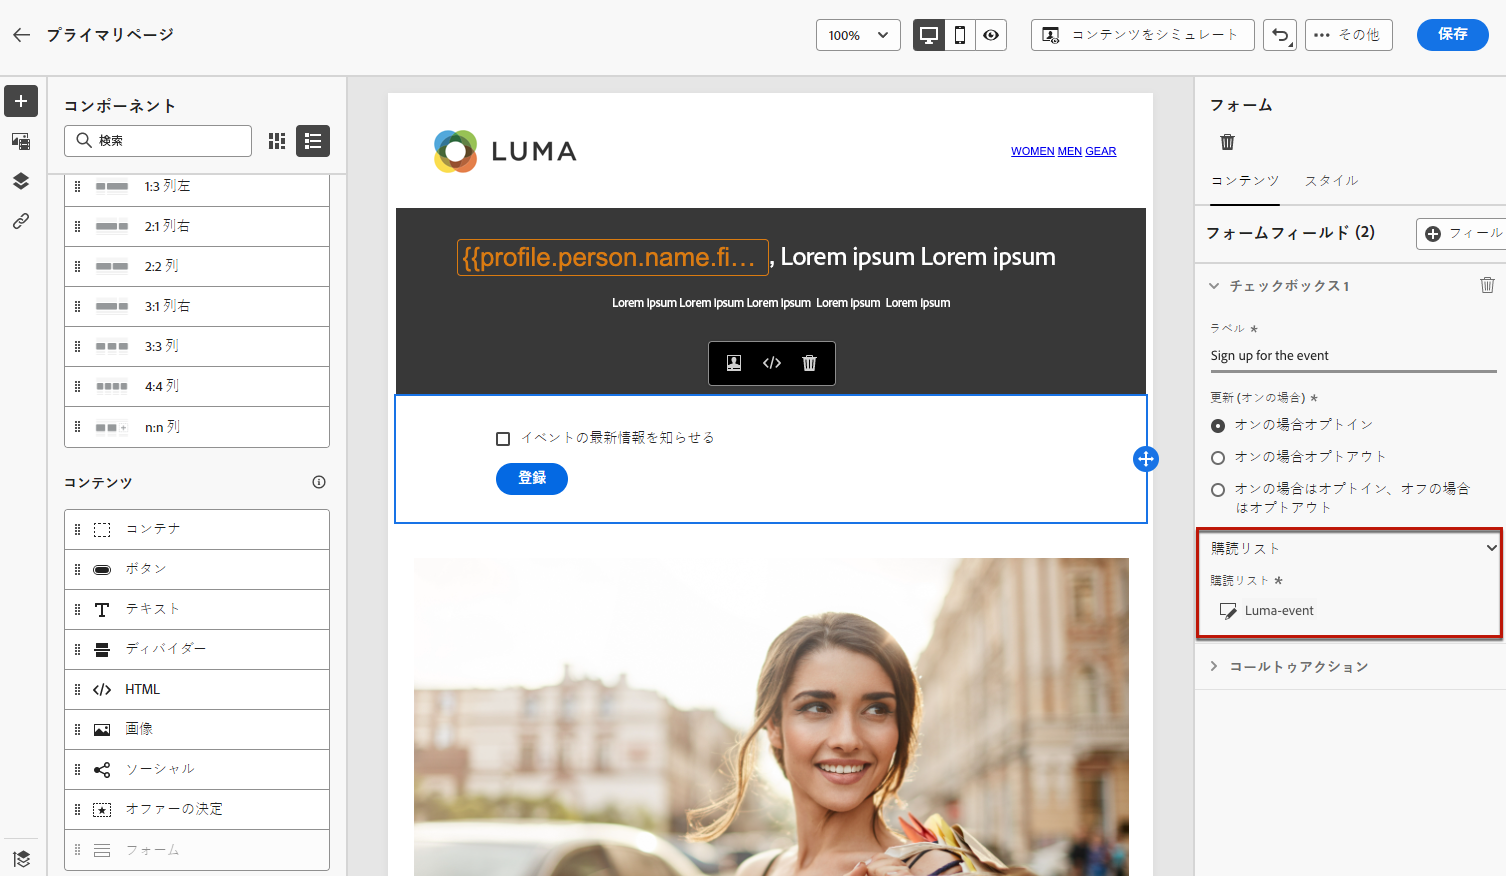 プライマリページ
100%
コンテンツをシミュレート
その他
保存
コンポーネント
検索
1:3 列左
2:1 列右
2:2 列
3:1 列右
3:3 列
4:4 列
n:n 列
コンテンツ
コンテナ
ボタン
テキスト
ディバイダー
HTML
画像
ソーシャル
オファーの決定
フォーム
LUMA
WOMEN MEN GEAR
{{profile.person.name.fi... , Lorem ipsum Lorem ipsum
Lorem ipsum Lorem ipsum Lorem ipsum Lorem ipsum Lorem ipsum
イベントの最新情報を知らせる
登録
フォーム
コンテンツ スタイル
フォームフィールド (2)
フィール
チェックボックス 1
ラベル *
Sign up for the event
更新 (オンの場合) *
オンの場合オプトイン
オンの場合オプトアウト
オンの場合はオプトイン、オフの場合
はオプトアウト
購読リスト
購読リスト *
Luma-event
コールトゥアクション